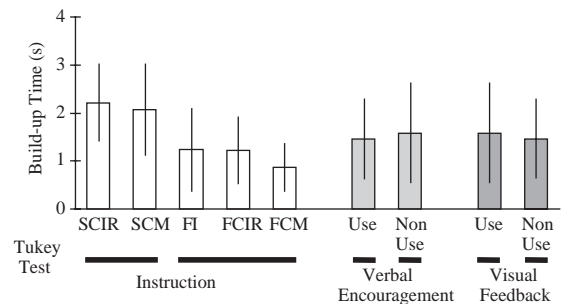 4
3
2
1
0
Build-up Time (s)
SCIR SCM FI FCIR FCM Use Non Use Use Non Use
Tukey Test
Instruction
Verbal Encouragement
Visual Feedback